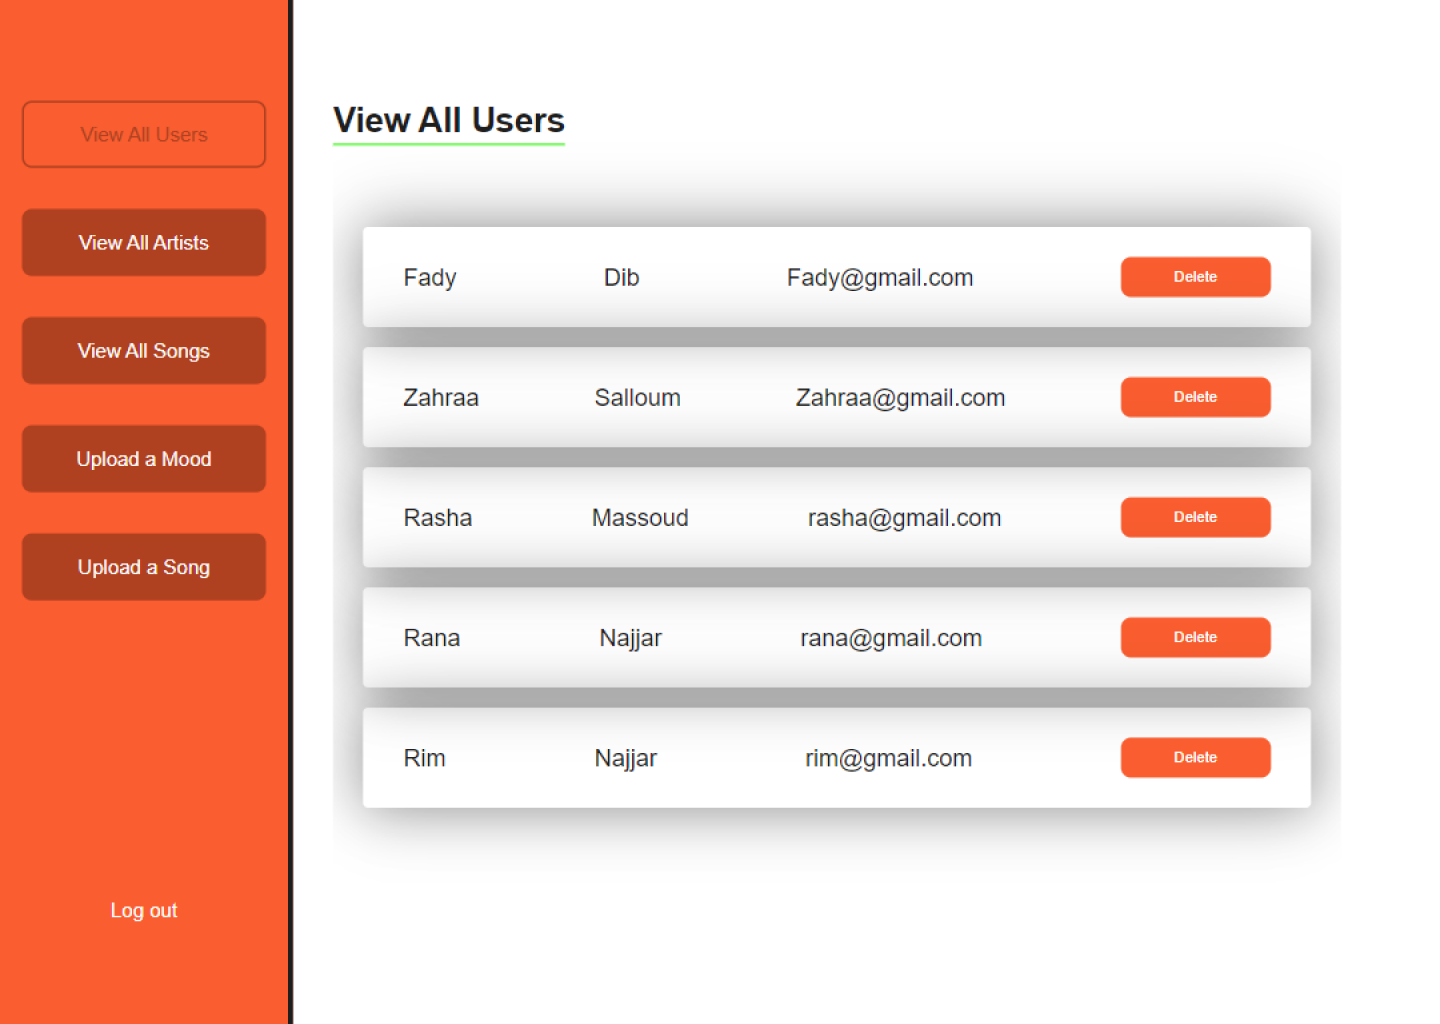 View All Users
View All Artists
View All Songs
Upload a Mood
Upload a Song
Log out
View All Users
Fady Dib Fady@gmail.com Delete
Zahraa Salloum Zahraa@gmail.com Delete
Rasha Massoud rasha@gmail.com Delete
Rana Najjar rana@gmail.com Delete
Rim Najjar rim@gmail.com Delete